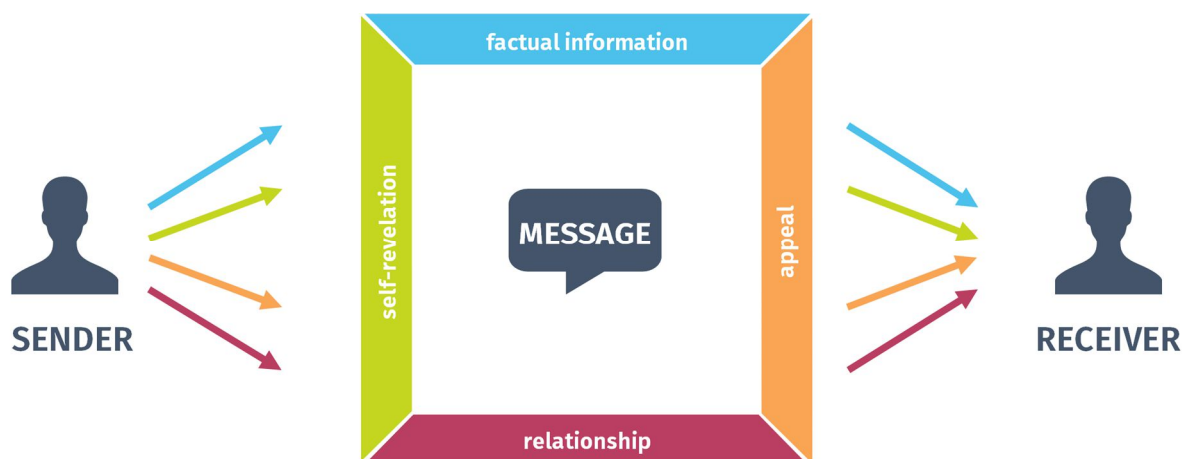 factual information
self-revelation
MESSAGE
appeal
SENDER
RECEIVER
relationship